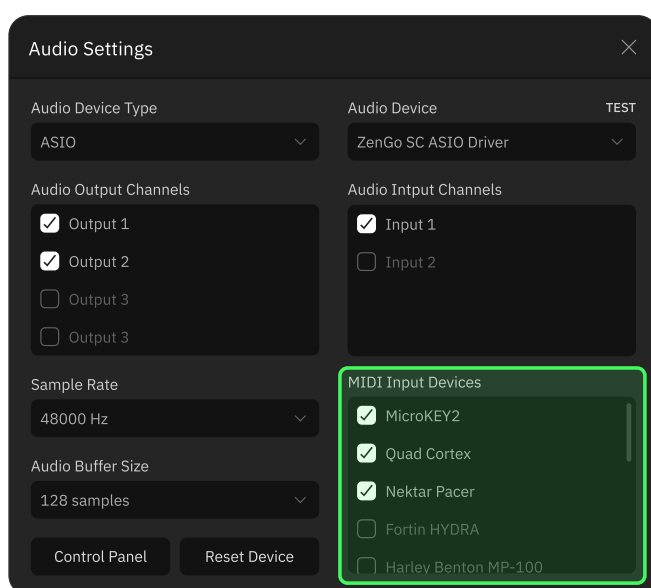 Audio Settings
Audio Device Type
ASIO
Audio Device
TEST
ZenGo SC ASIO Driver
Audio Output Channels
Output 1
Output 2
Output 3
Output 3
Audio Intput Channels
Input 1
Input 2
Sample Rate
48000 Hz
Audio Buffer Size
128 samples
Control Panel
Reset Device
MIDI Input Devices
MicroKEY2
Quad Cortex
Nektar Pacer
Fortin HYDRA
Harley Benton MP-100